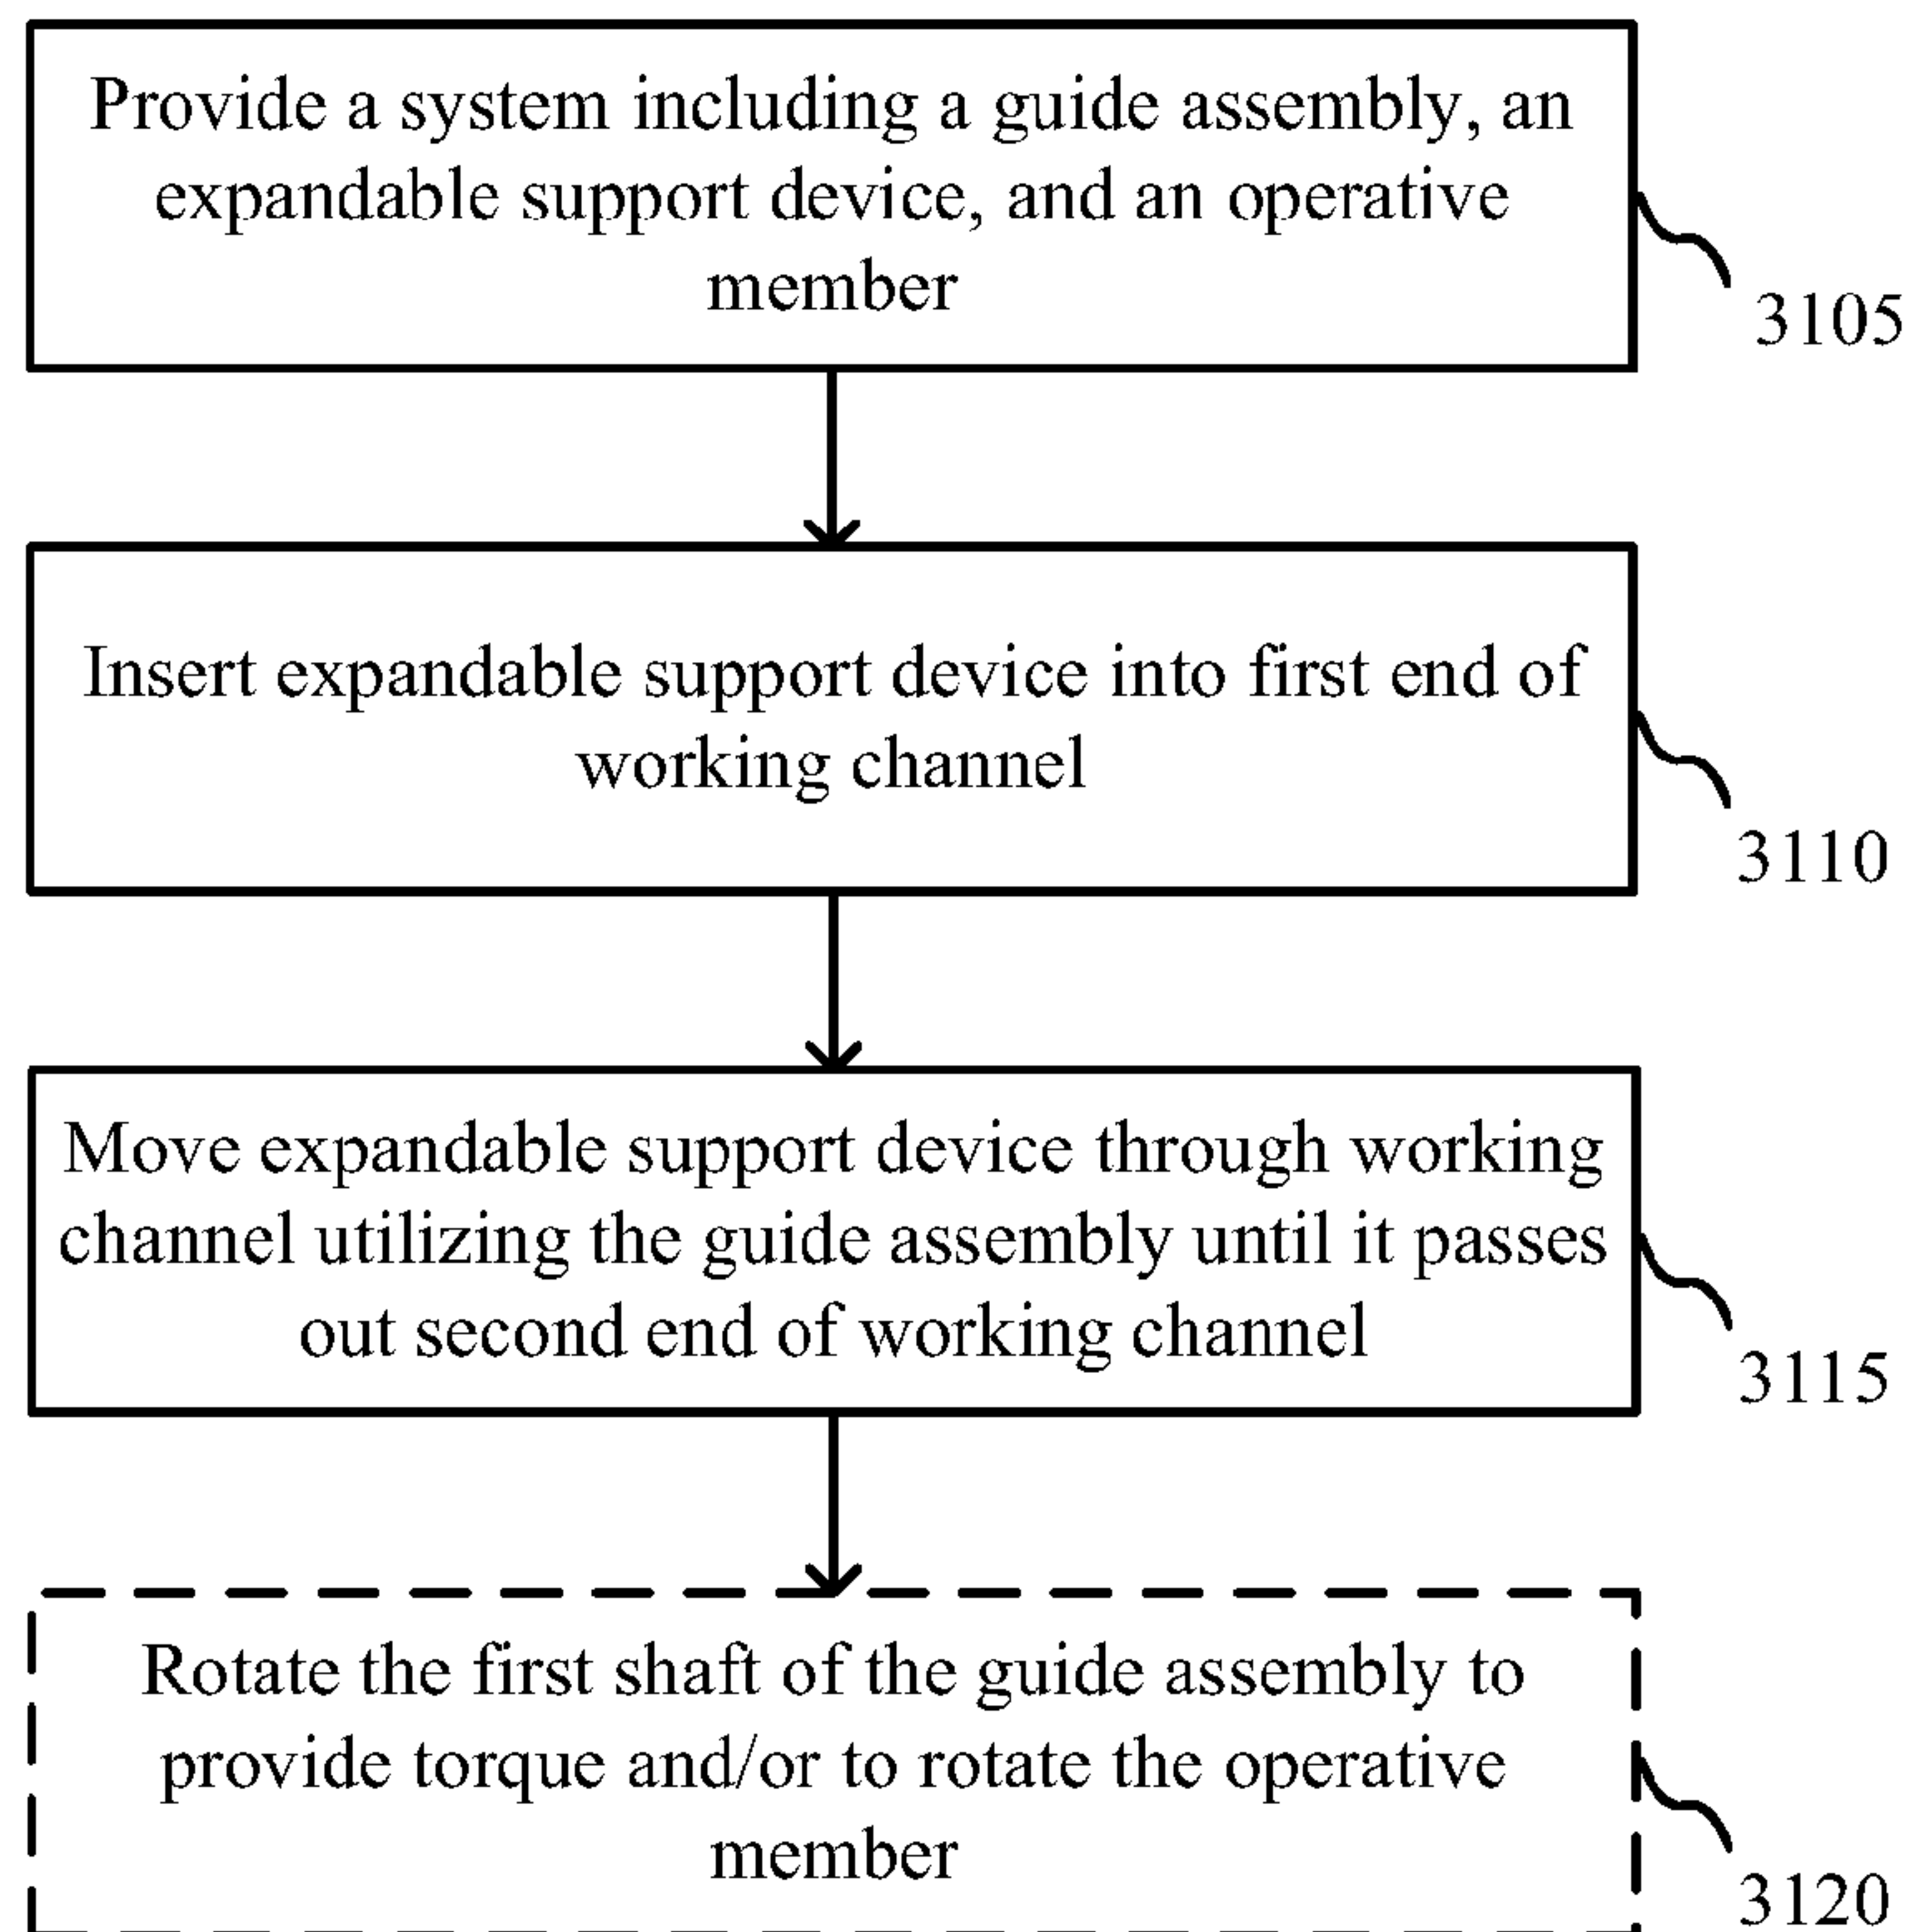 Provide a system including a guide assembly, an
expandable support device, and an operative
member
3105
Insert expandable support device into first end of
working channel
3110
Move expandable support device through working
channel utilizing the guide assembly until it passes
out second end of working channel
3115
Rotate the first shaft of the guide assembly to
provide torque and/or to rotate the operative
member
3120